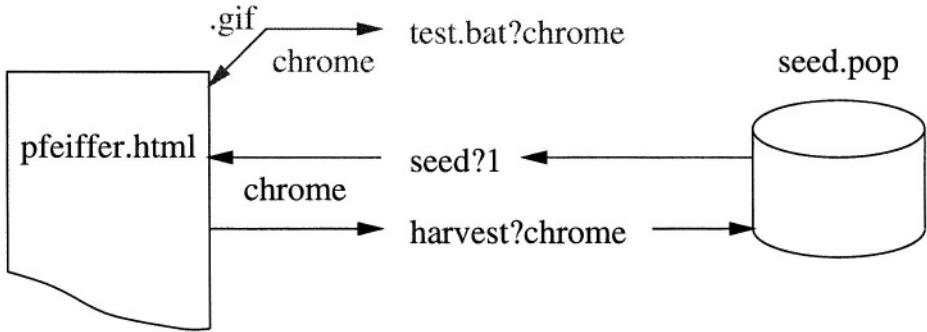 .gif
test.bat?chrome
chrome
seed.pop
pfeiffer.html
seed?1
chrome
harvest?chrome